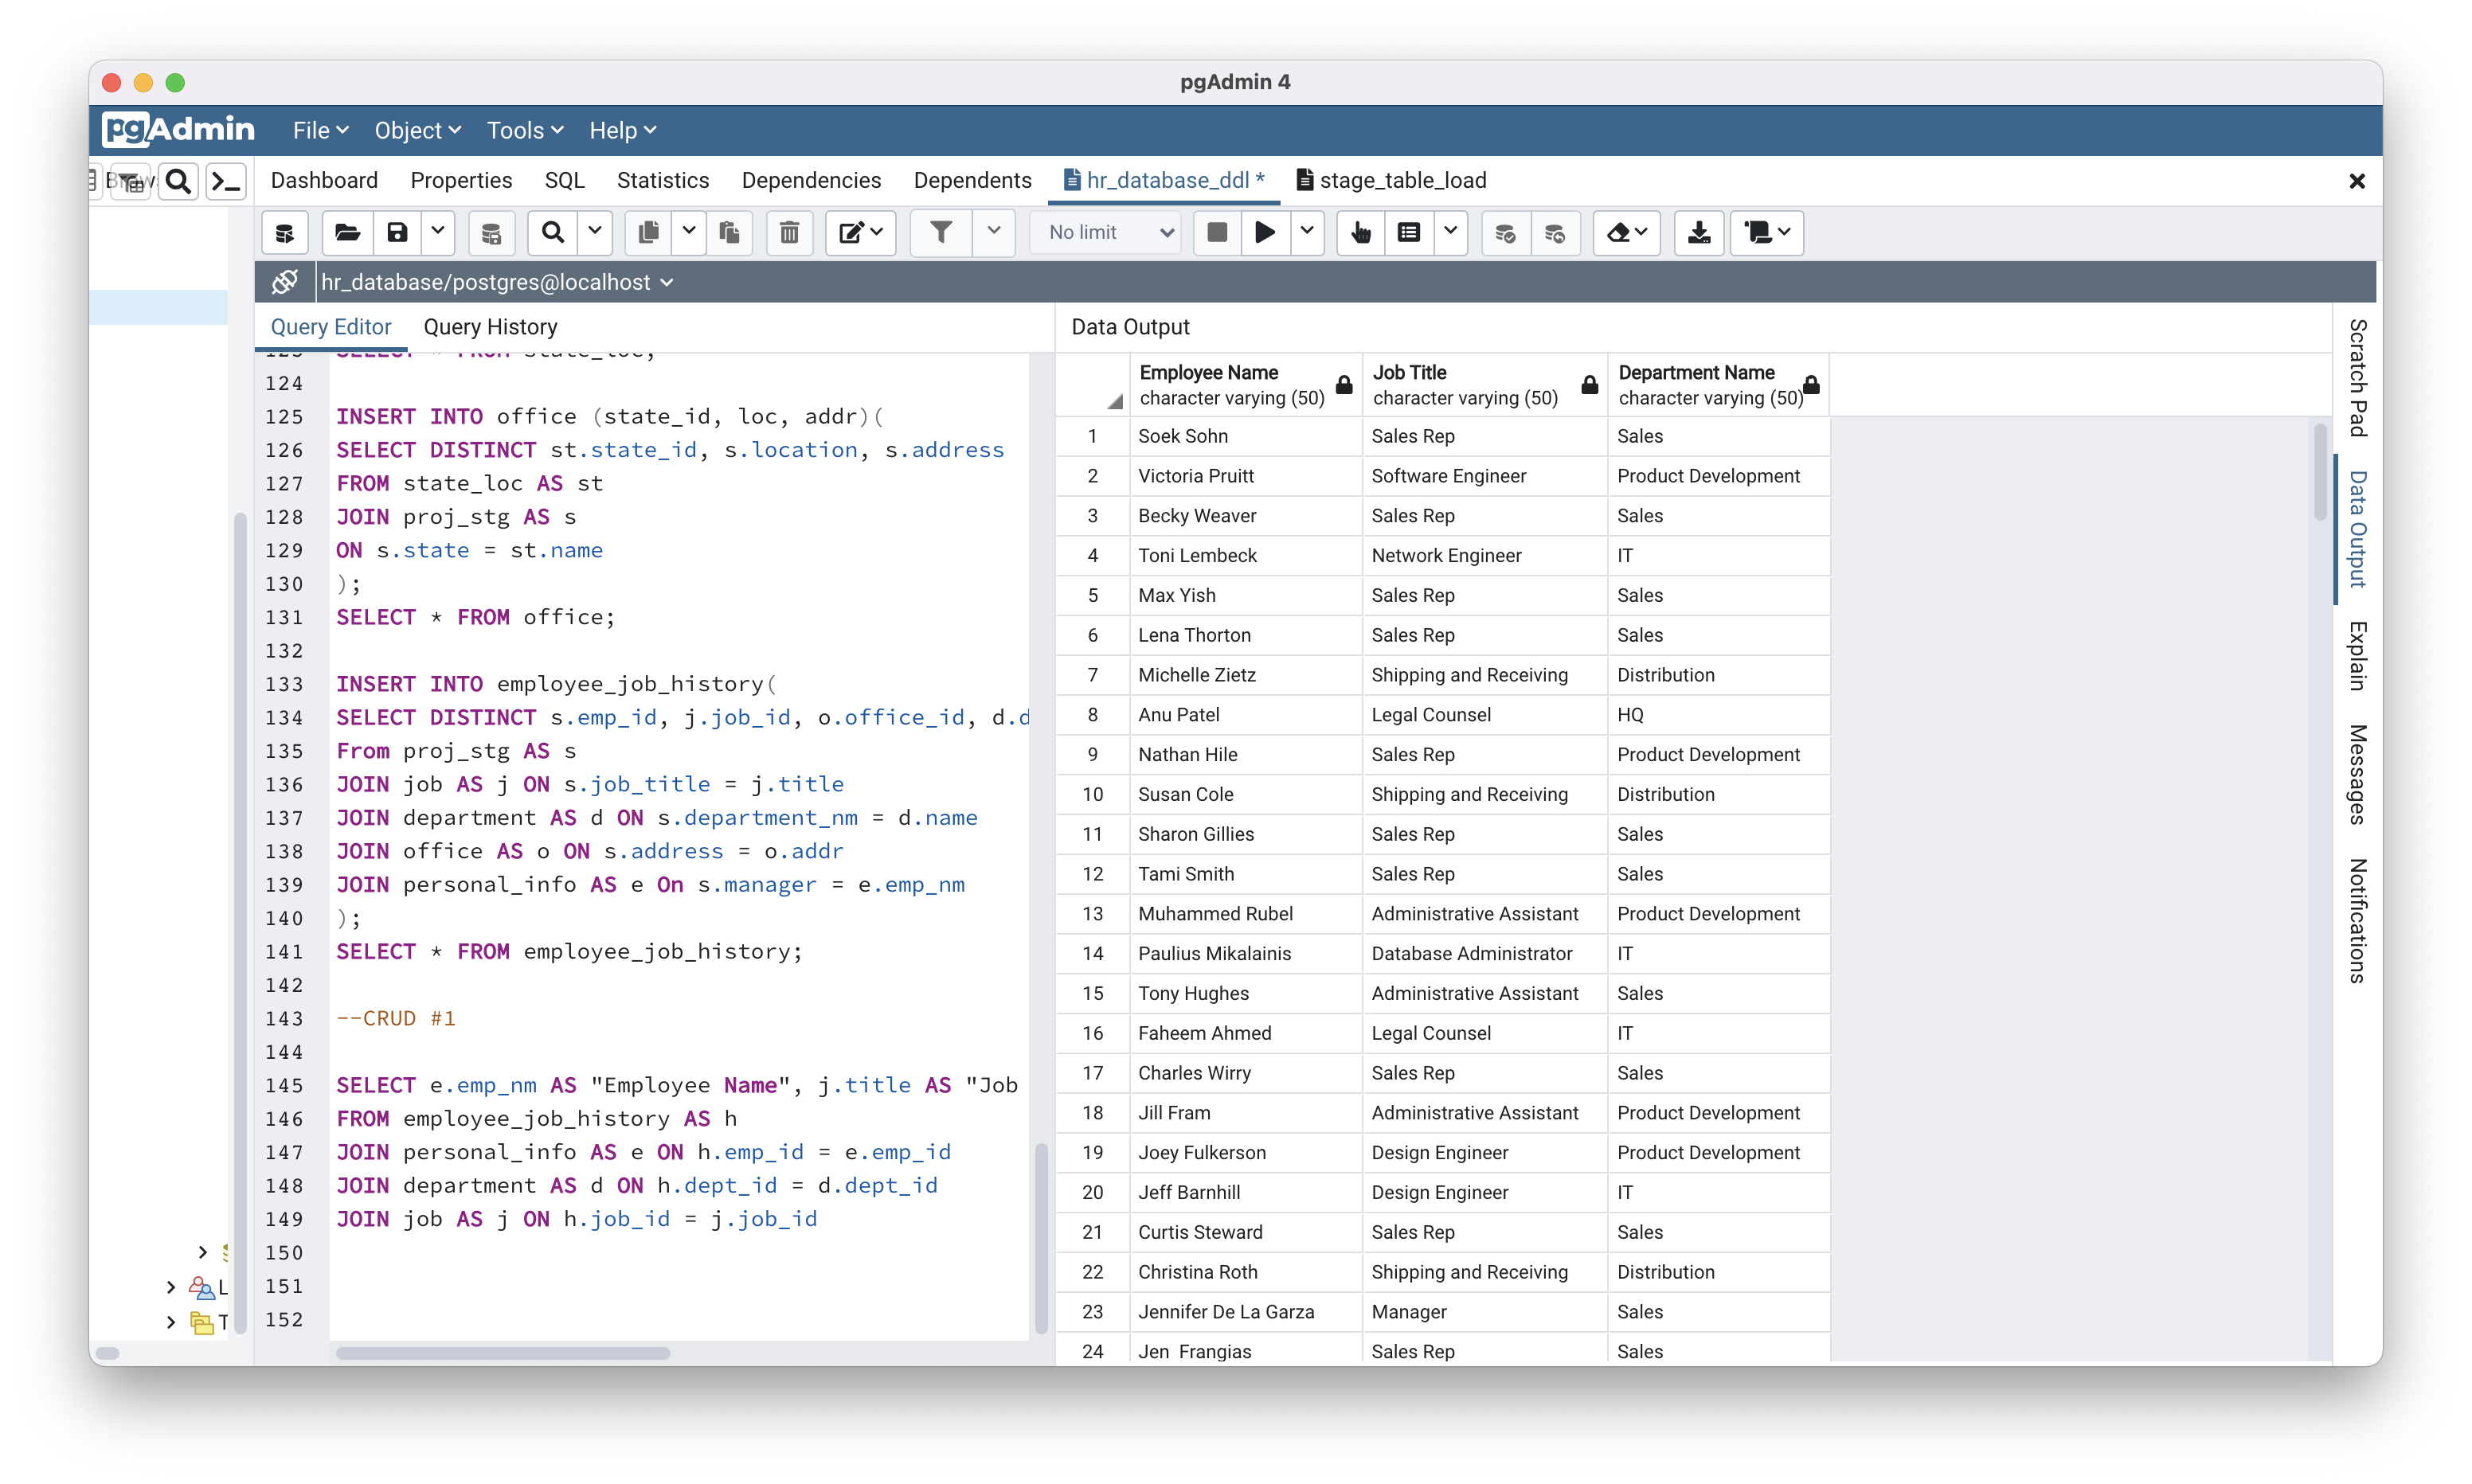 pgAdmin 4
pgAdmin File Object Tools Help
Dashboard Properties SQL Statistics Dependencies Dependents hr_database_ddl * stage_table_load
No limit
hr_database/postgres@localhost
Query Editor Query History
Data Output
123 SELECT * FROM state_loc;
124
125 INSERT INTO office (state_id, loc, addr)(
126 SELECT DISTINCT st.state_id, s.location, s.address
127 FROM state_loc AS st
128 JOIN proj_stg AS s
129 ON s.state = st.name
130 );
131 SELECT * FROM office;
132
133 INSERT INTO employee_job_history(
134 SELECT DISTINCT s.emp_id, j.job_id, o.office_id, d.d
135 From proj_stg AS s
136 JOIN job AS j ON s.job_title = j.title
137 JOIN department AS d ON s.department_nm = d.name
138 JOIN office AS o ON s.address = o.addr
139 JOIN personal_info AS e On s.manager = e.emp_nm
140 );
141 SELECT * FROM employee_job_history;
142
143 --CRUD #1
144
145 SELECT e.emp_nm AS "Employee Name", j.title AS "Job
146 FROM employee_job_history AS h
147 JOIN personal_info AS e ON h.emp_id = e.emp_id
148 JOIN department AS d ON h.dept_id = d.dept_id
149 JOIN job AS j ON h.job_id = j.job_id
150
151
152
L
T
Employee Name Job Title Department Name
character varying (50) character varying (50) character varying (50)
1 Soek Sohn Sales Rep Sales
2 Victoria Pruitt Software Engineer Product Development
3 Becky Weaver Sales Rep Sales
4 Toni Lembeck Network Engineer IT
5 Max Yish Sales Rep Sales
6 Lena Thorton Sales Rep Sales
7 Michelle Zietz Shipping and Receiving Distribution
8 Anu Patel Legal Counsel HQ
9 Nathan Hile Sales Rep Product Development
10 Susan Cole Shipping and Receiving Distribution
11 Sharon Gillies Sales Rep Sales
12 Tami Smith Sales Rep Sales
13 Muhammed Rubel Administrative Assistant Product Development
14 Paulius Mikalainis Database Administrator IT
15 Tony Hughes Administrative Assistant Sales
16 Faheem Ahmed Legal Counsel IT
17 Charles Wirry Sales Rep Sales
18 Jill Fram Administrative Assistant Product Development
19 Joey Fulkerson Design Engineer Product Development
20 Jeff Barnhill Design Engineer IT
21 Curtis Steward Sales Rep Sales
22 Christina Roth Shipping and Receiving Distribution
23 Jennifer De La Garza Manager Sales
24 Jen  Frangias Sales Rep Sales
Scratch Pad
Data Output
Explain
Messages
Notifications